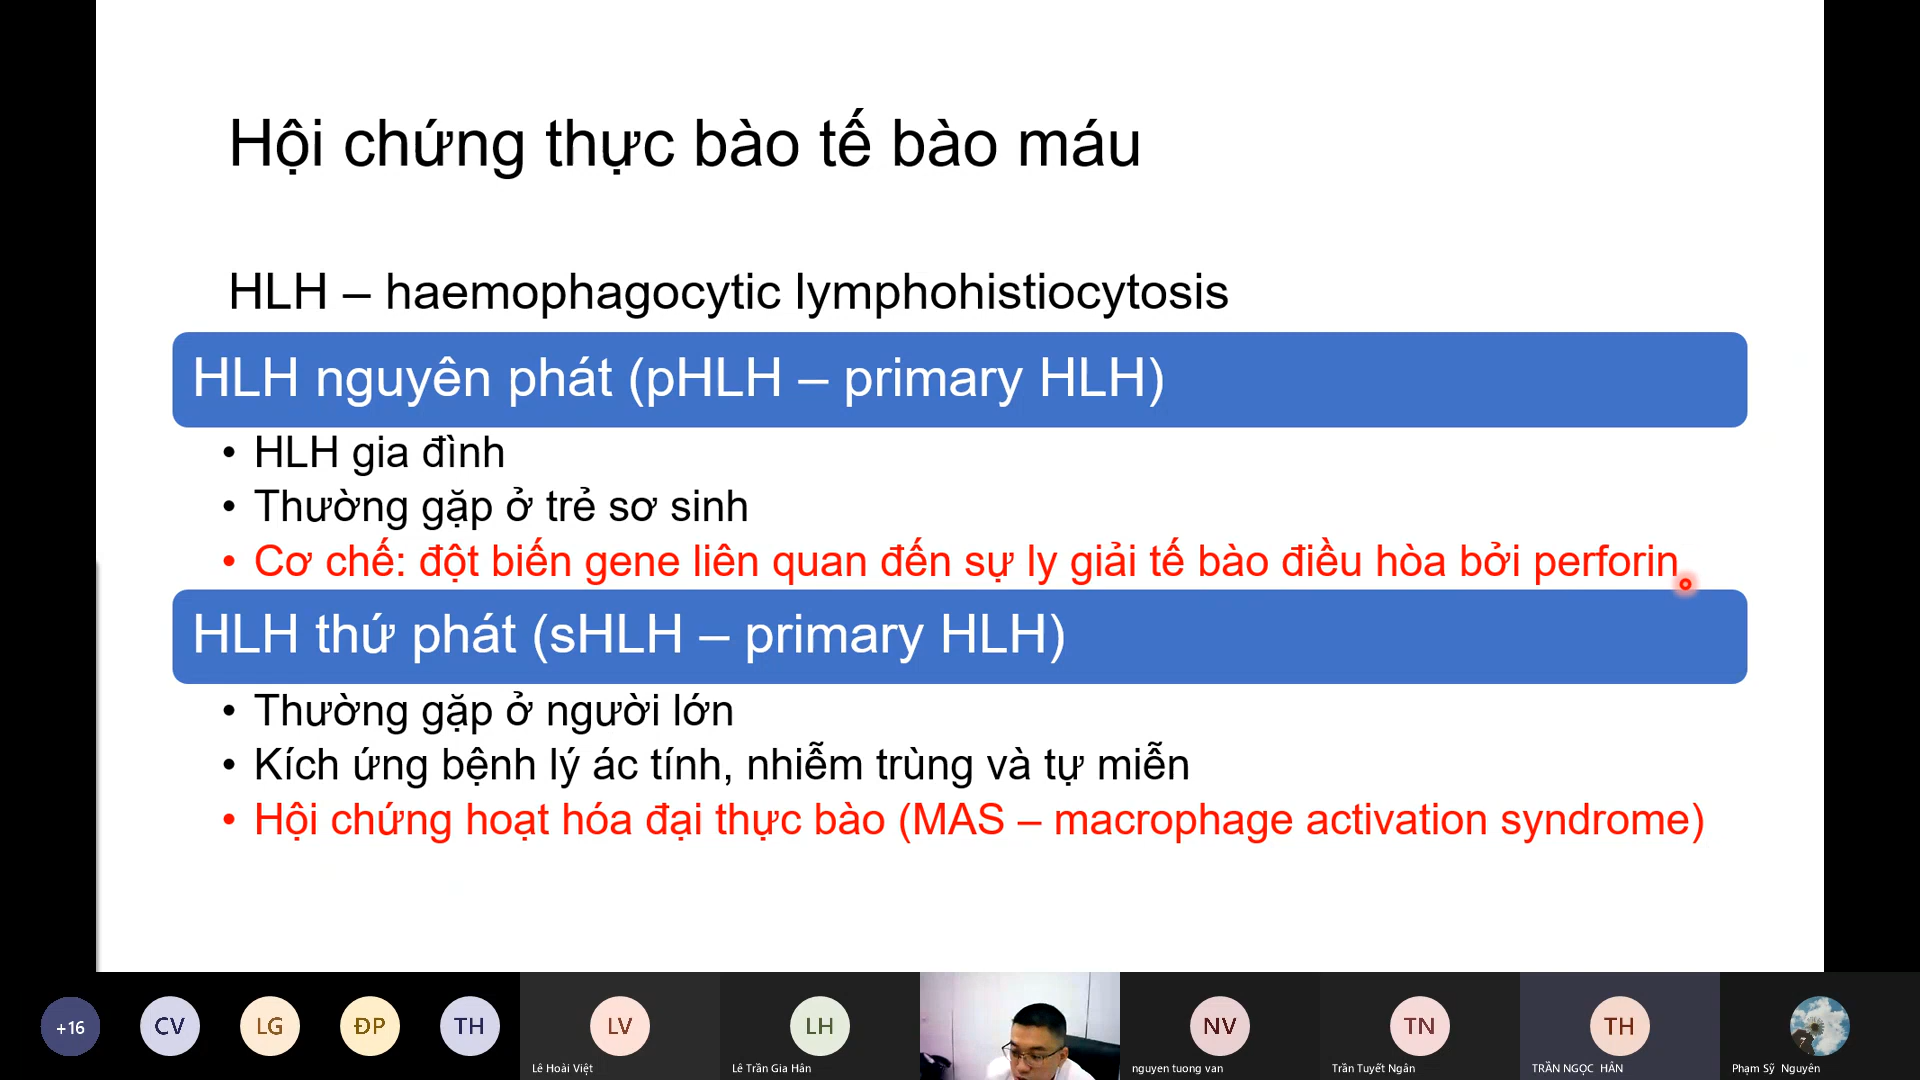 Hội chứng thực bào tế bào máu
HLH – haemophagocytic lymphohistiocytosis
HLH nguyên phát (pHLH – primary HLH)
• HLH gia đình
• Thường gặp ở trẻ sơ sinh
• Cơ chế: đột biến gene liên quan đến sự ly giải tế bào điều hòa bởi perforin
HLH thứ phát (sHLH – primary HLH)
• Thường gặp ở người lớn
• Kích ứng bệnh lý ác tính, nhiễm trùng và tự miễn
• Hội chứng hoạt hóa đại thực bào (MAS – macrophage activation syndrome)
+16 CV LG ĐP TH LV LH NV TN TH
Lê Hoài Việt Lê Trần Gia Hân nguyen tuong van Trần Tuyết Ngân TRẦN NGỌC HÂN Phạm Sỹ Nguyên